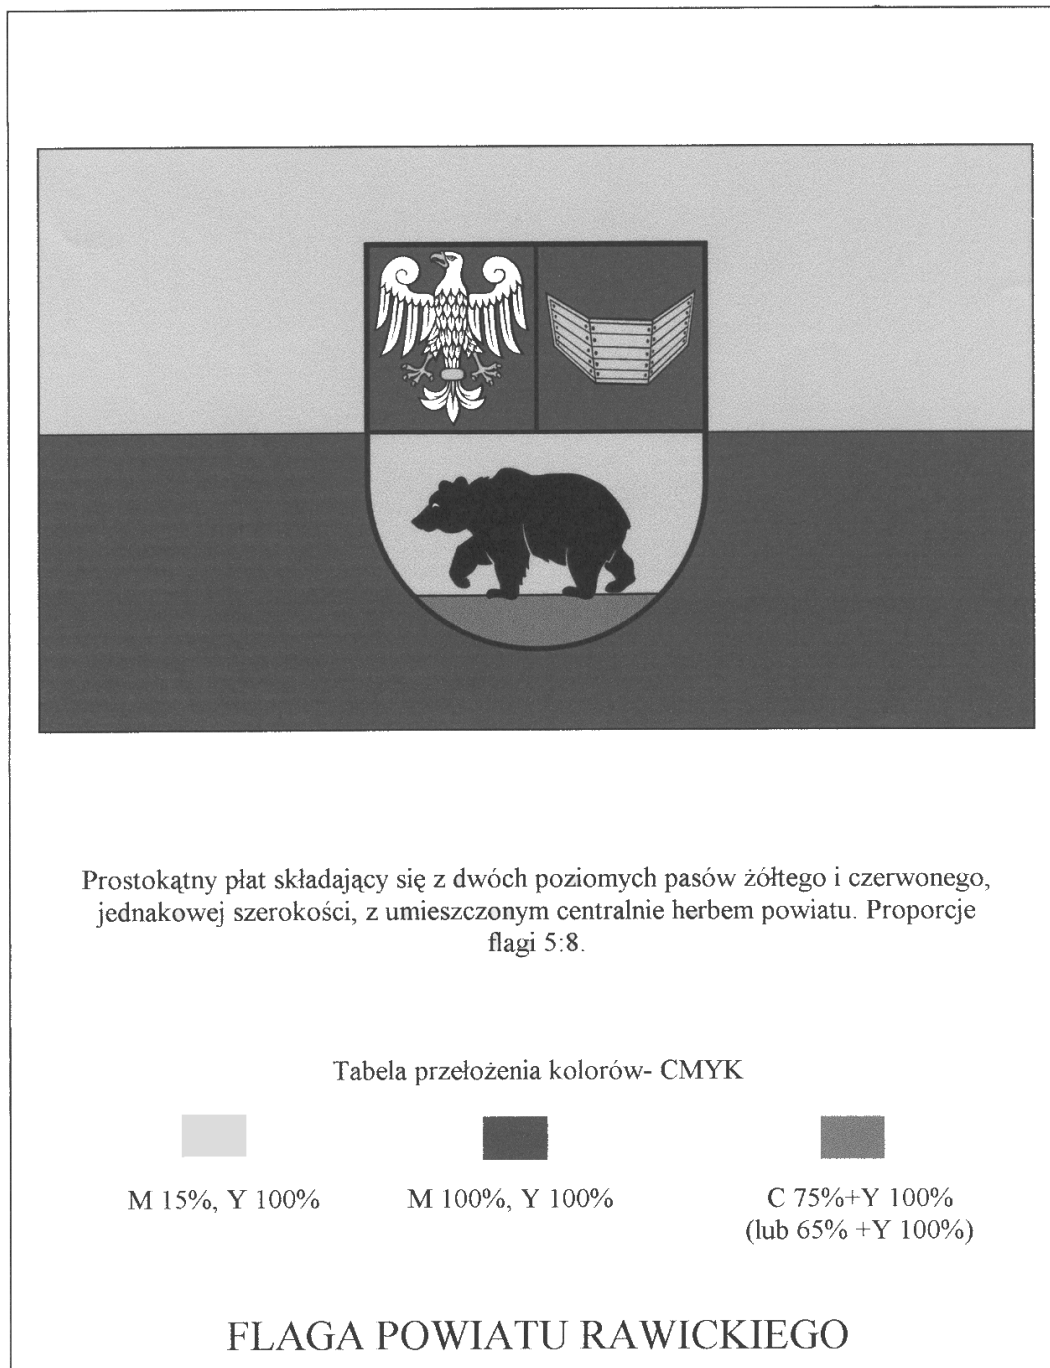 Prostokątny płat składający się z dwóch poziomych pasów żółtego i czerwonego,
jednakowej szerokości, z umieszczonym centralnie herbem powiatu. Proporcje
flagi 5:8.
Tabela przełożenia kolorów- CMYK
M 15%, Y 100%
M 100%, Y 100%
C 75%+Y 100%
(lub 65% +Y 100%)
FLAGA POWIATU RAWICKIEGO